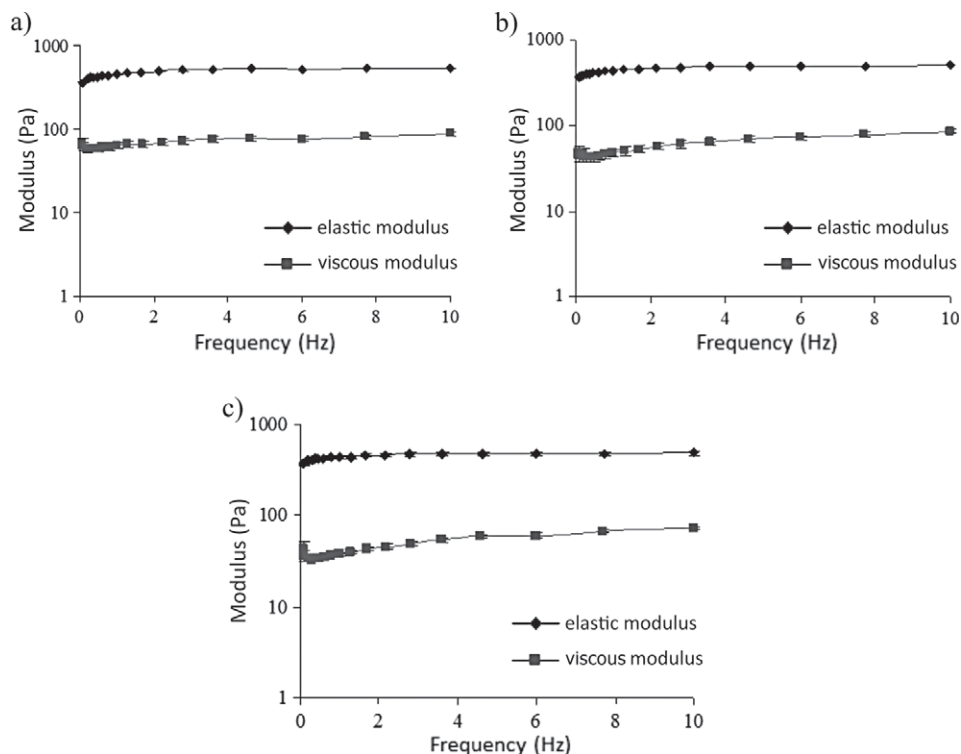 a)
1000
100
10
1
Modulus (Pa)
elastic modulus
viscous modulus
0 2 4 6 8 10
Frequency (Hz)
b)
1000
100
10
1
Modulus (Pa)
elastic modulus
viscous modulus
0 2 4 6 8 10
Frequency (Hz)
c)
1000
100
10
1
Modulus (Pa)
elastic modulus
viscous modulus
0 2 4 6 8 10
Frequency (Hz)